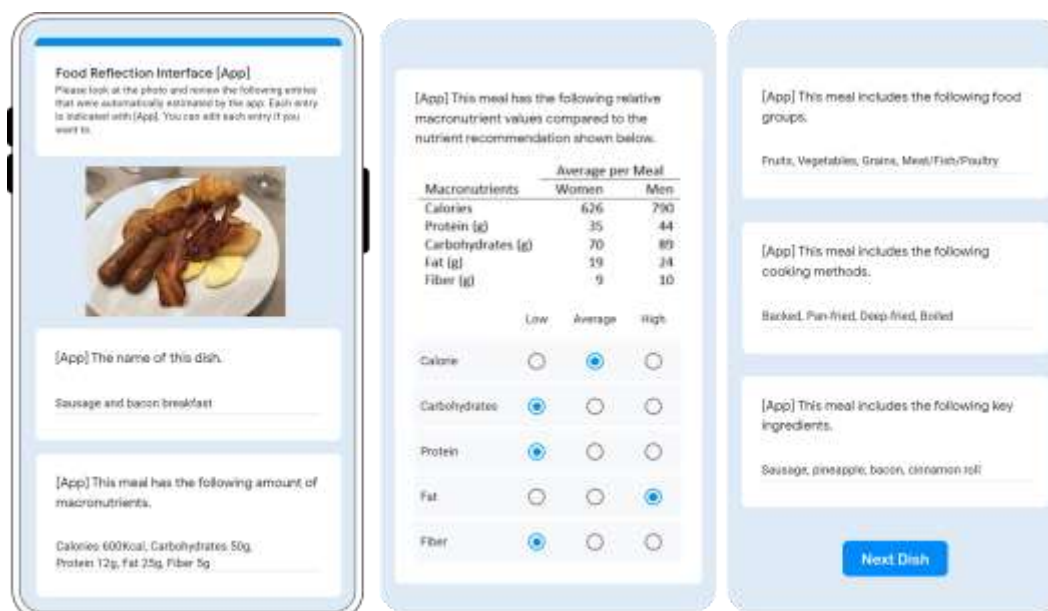 Food Reflection Interface [App]
Please look at the photo and review the following entries
that were automatically estimated by the app. Each entry
is indicated with [App]. You can edit each entry if you
want to.
[App] The name of this dish.
Sausage and bacon breakfast
[App] This meal has the following amount of
macronutrients.
Calories 600Kcal, Carbohydrates 50g,
Protein 12g, Fat 25g, Fiber 5g
[App] This meal has the following relative
macronutrient values compared to the
nutrient recommendation shown below.
Average per Meal
Macronutrients Women Men
Calories 626 790
Protein (g) 35 44
Carbohydrates (g) 70 89
Fat (g) 19 24
Fiber (g) 9 10
Low Average High
Calorie
Carbohydrates
Protein
Fat
Fiber
[App] This meal includes the following food
groups.
Fruits, Vegetables, Grains, Meat/Fish/Poultry
[App] This meal includes the following
cooking methods.
Backed, Pan-fried, Deep-fried, Boiled
[App] This meal includes the following key
ingredients.
Sausage, pineapple, bacon, cinnamon roll
Next Dish